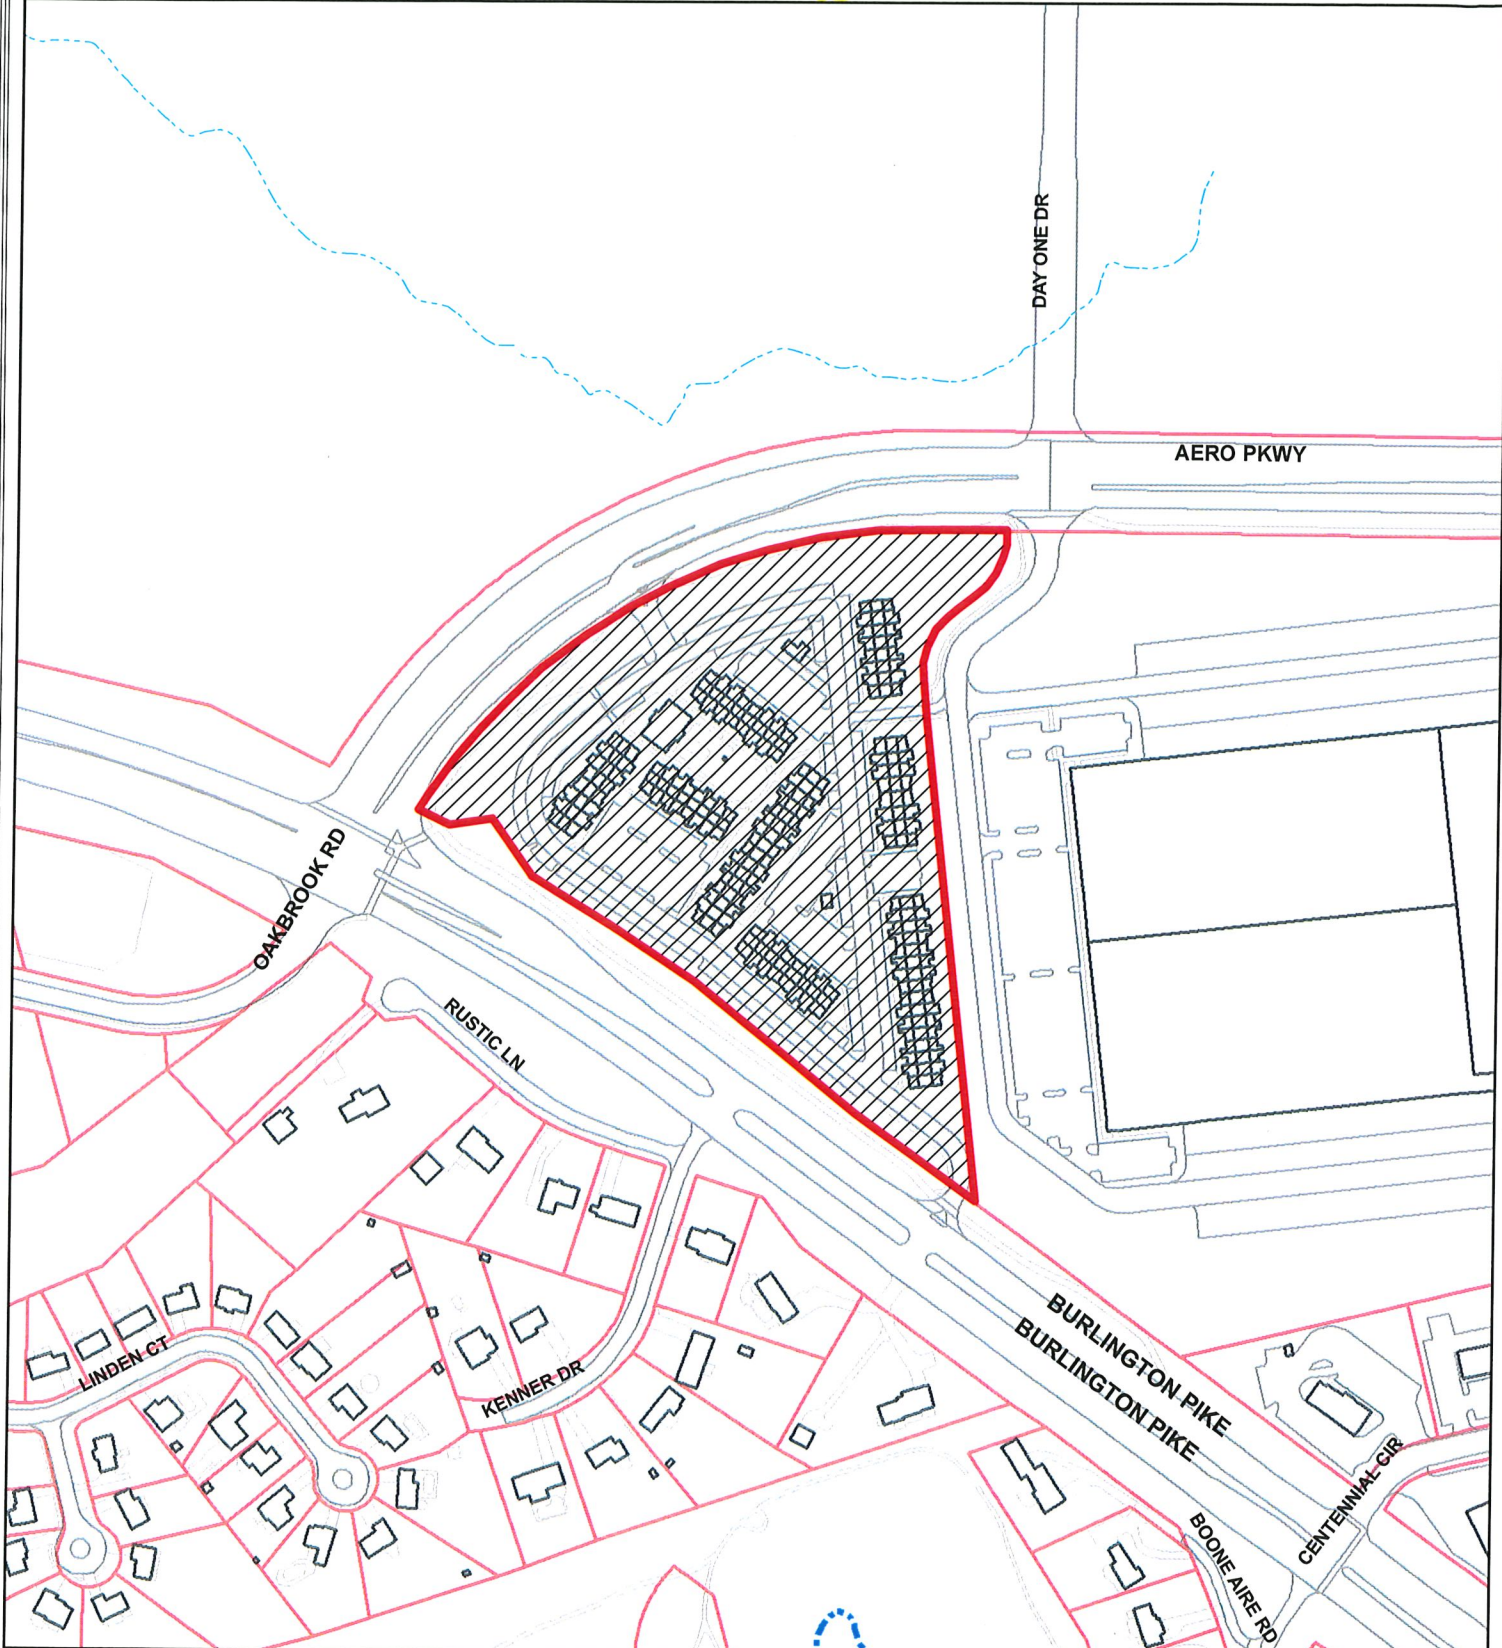 DAY ONE DR
AERO PKWY
OAKBROOK RD
RUSTIC LN
BURLINGTON PIKE
BURLINGTON PIKE
LINDEN CT
KENNER DR
CENTENNIAL CIR
BOONE AIRE RD